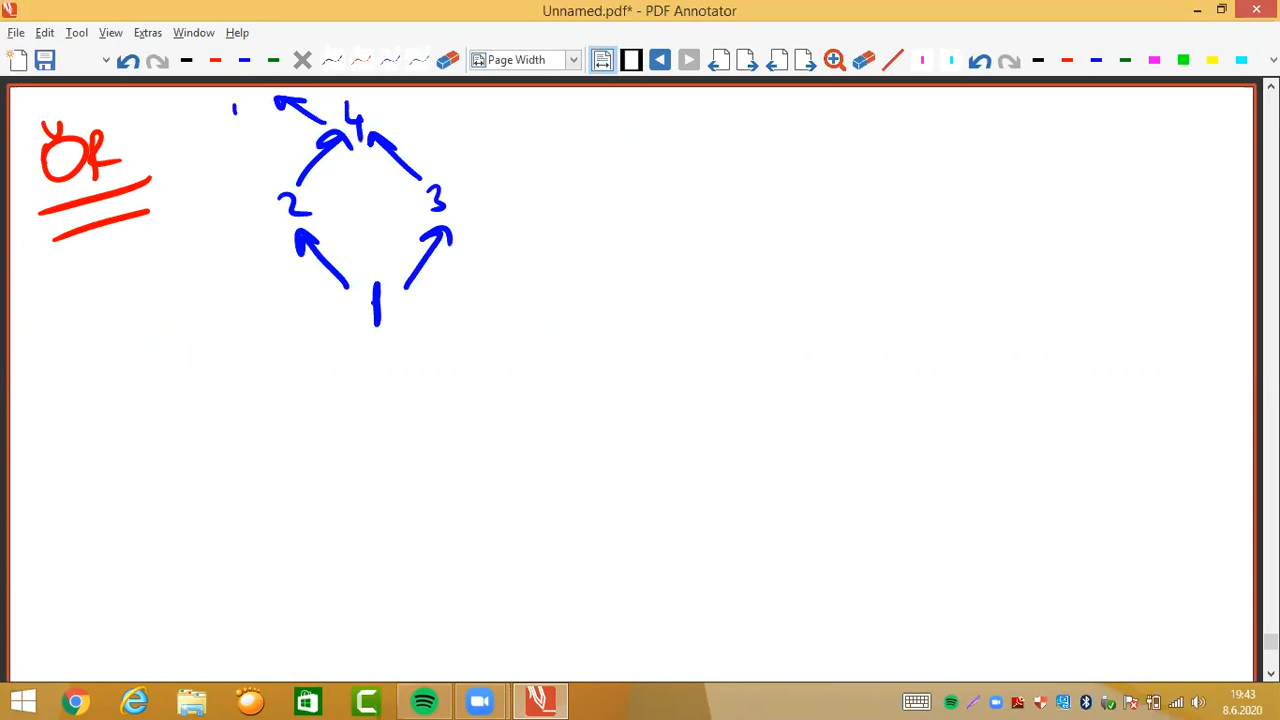 Unnamed.pdf* - PDF Annotator
File Edit Tool View Extras Window Help
Page Width
ÖR
4
2 3
1
19:43
8.6.2020